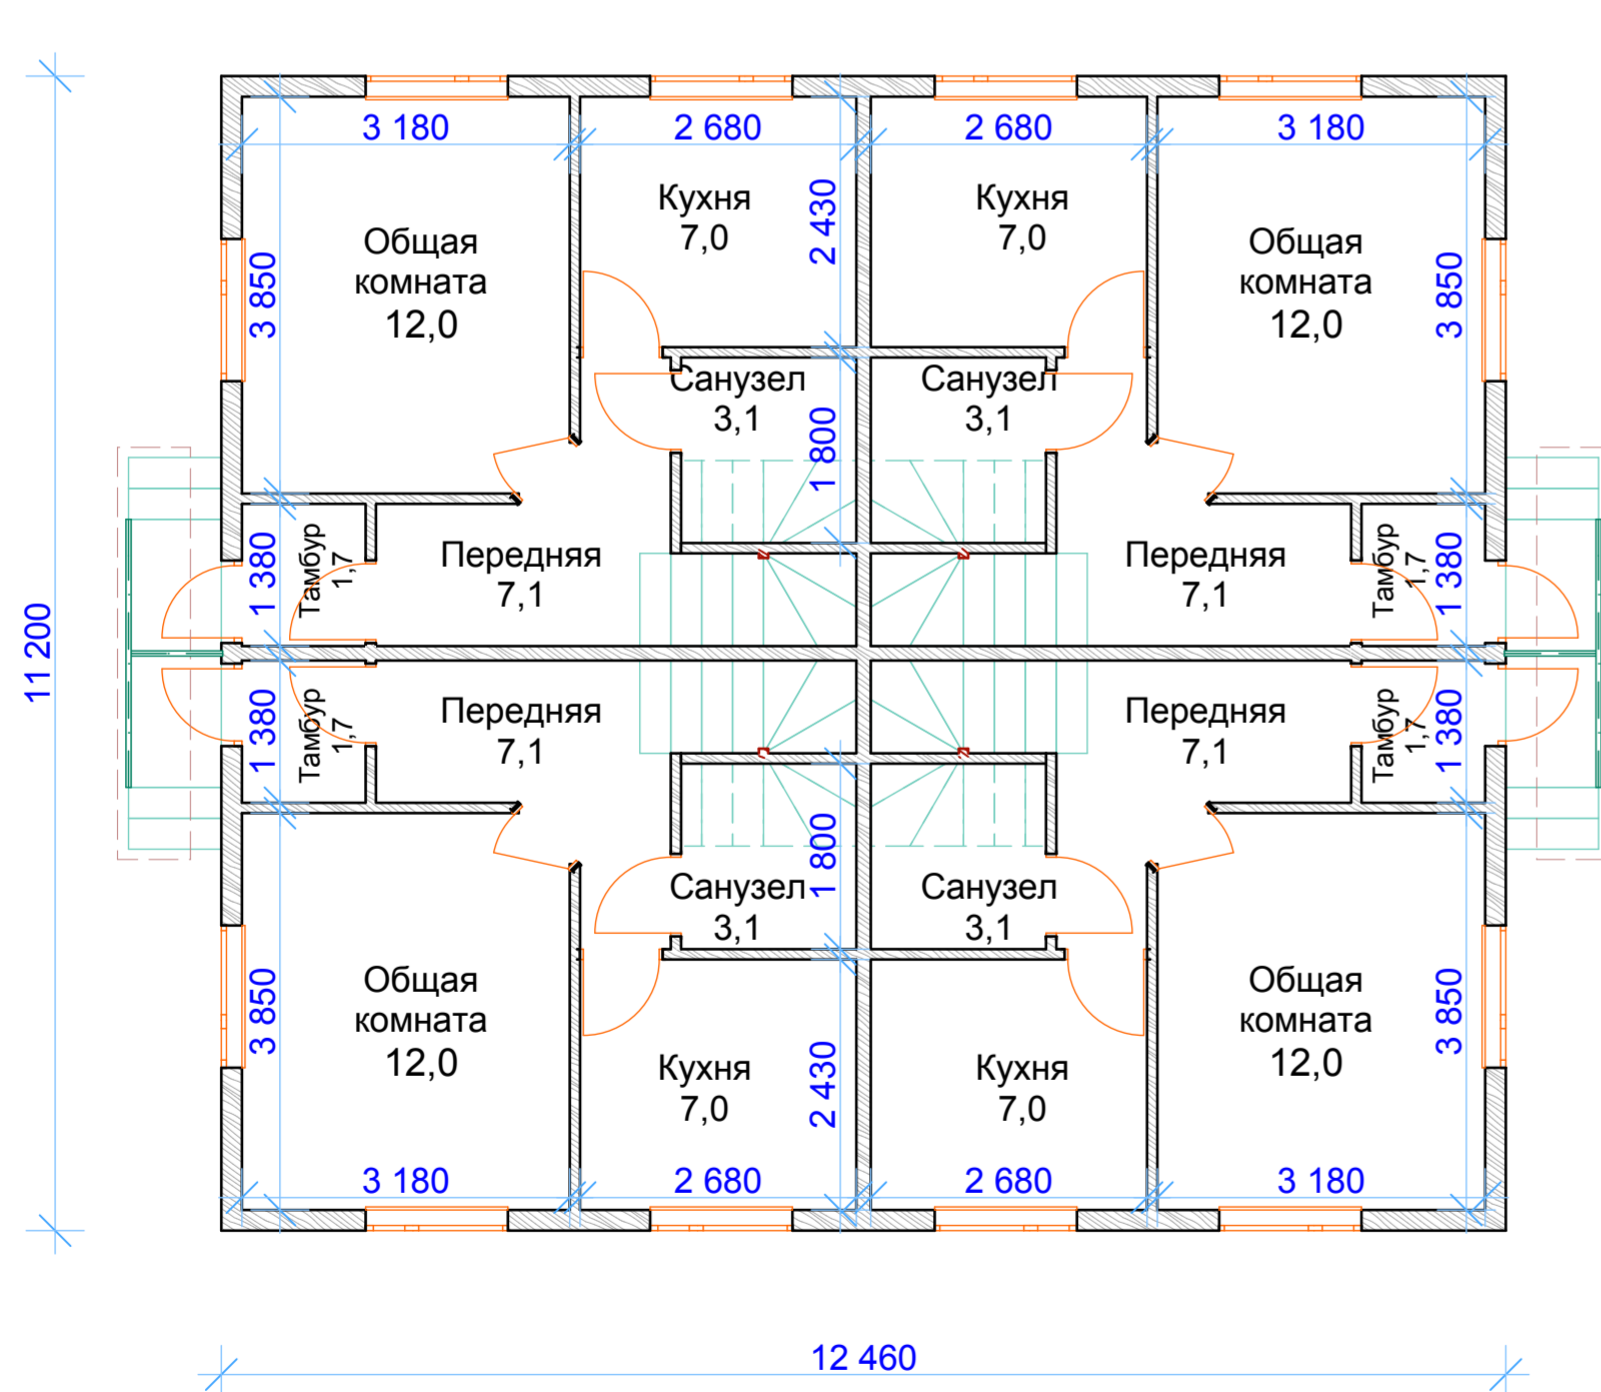 3 180
2 680
2 680
3 180
Кухня
7,0
2 430
Кухня
7,0
Общая
комната
12,0
3 850
Общая
комната
12,0
3 850
Санузел
3,1
1 800
Санузел
3,1
1 380
Тамбур
1,7
Передняя
7,1
Передняя
7,1
Тамбур
1,7
1 380
11 200
1 380
Тамбур
1,7
Передняя
7,1
Передняя
7,1
Тамбур
1,7
1 380
Санузел
3,1
1 800
Санузел
3,1
3 850
Общая
комната
12,0
Общая
комната
12,0
3 850
Кухня
7,0
2 430
Кухня
7,0
3 180
2 680
2 680
3 180
12 460